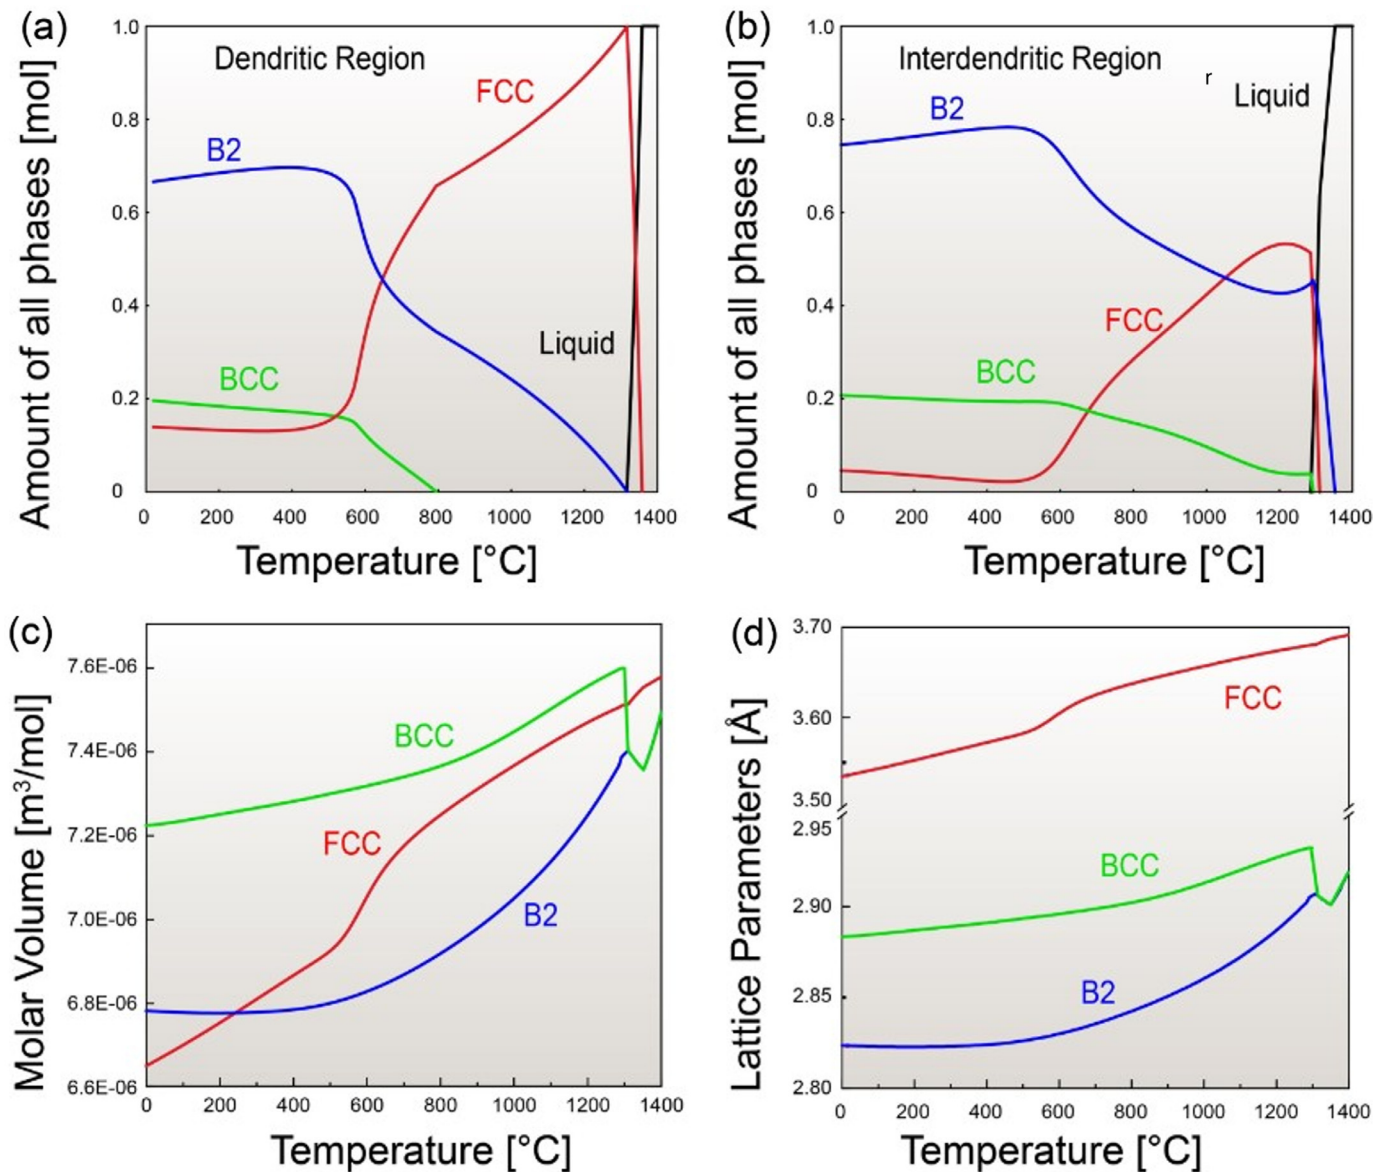 (a)
Amount of all phases [mol]
1.0
0.8
0.6
0.4
0.2
0
Dendritic Region
FCC
B2
Liquid
BCC
0 200 400 600 800 1000 1200 1400
Temperature [°C]
(b)
Amount of all phases [mol]
1.0
0.8
0.6
0.4
0.2
0
Interdendritic Region
r
Liquid
B2
FCC
BCC
0 200 400 600 800 1000 1200 1400
Temperature [°C]
(c)
Molar Volume [m³/mol]
7.6E-06
7.4E-06
7.2E-06
7.0E-06
6.8E-06
6.6E-06
BCC
FCC
B2
0 200 400 600 800 1000 1200 1400
Temperature [°C]
(d)
Lattice Parameters [Å]
3.70
3.60
3.50
2.95
2.90
2.85
2.80
FCC
BCC
B2
0 200 400 600 800 1000 1200 1400
Temperature [°C]